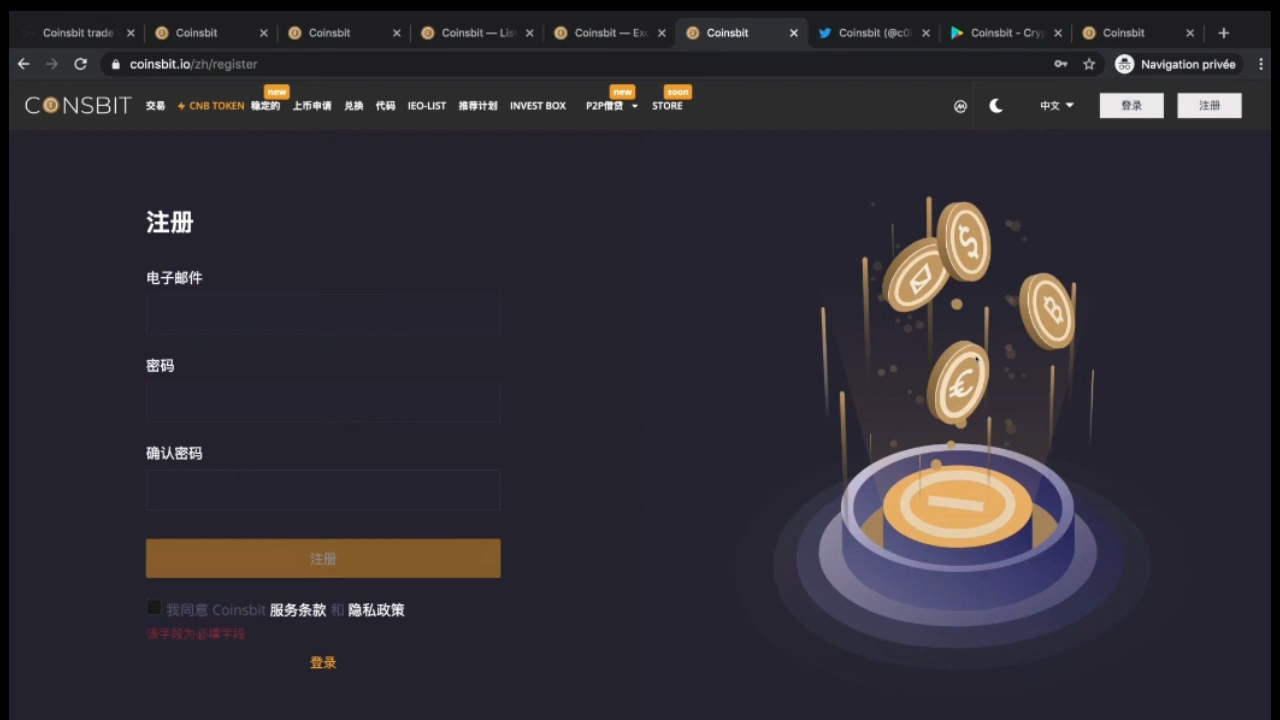 Coinsbit trade
Coinsbit
Coinsbit
Coinsbit — Lis
Coinsbit — Exc
Coinsbit
Coinsbit (@c0i
Coinsbit - Cryp
Coinsbit
coinsbit.io/zh/register
Navigation privée
COINSBIT
交易
CNB TOKEN
稳定的
new
上币申请
兑换
代码
IEO-LIST
推荐计划
INVEST BOX
P2P借贷
new
STORE
soon
中文
登录
注册
注册
电子邮件
密码
确认密码
注册
我同意 Coinsbit 服务条款 和 隐私政策
该字段为必填字段
登录